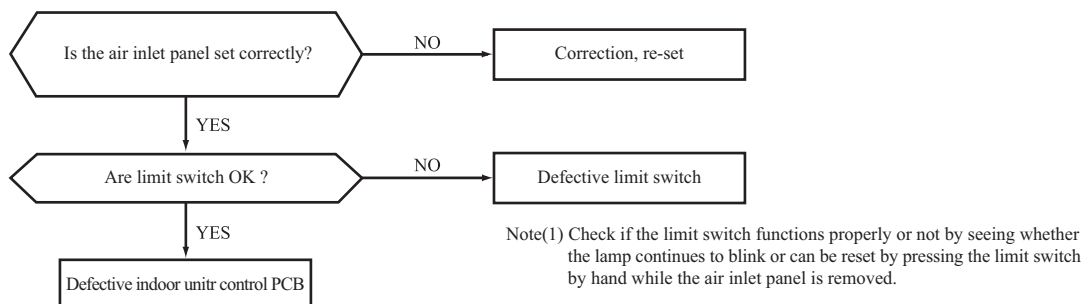 Is the air inlet panel set correctly?
NO
Correction, re-set
YES
Are limit switch OK ?
NO
Defective limit switch
YES
Defective indoor unitr control PCB
Note(1) Check if the limit switch functions properly or not by seeing whether
the lamp continues to blink or can be reset by pressing the limit switch
by hand while the air inlet panel is removed.